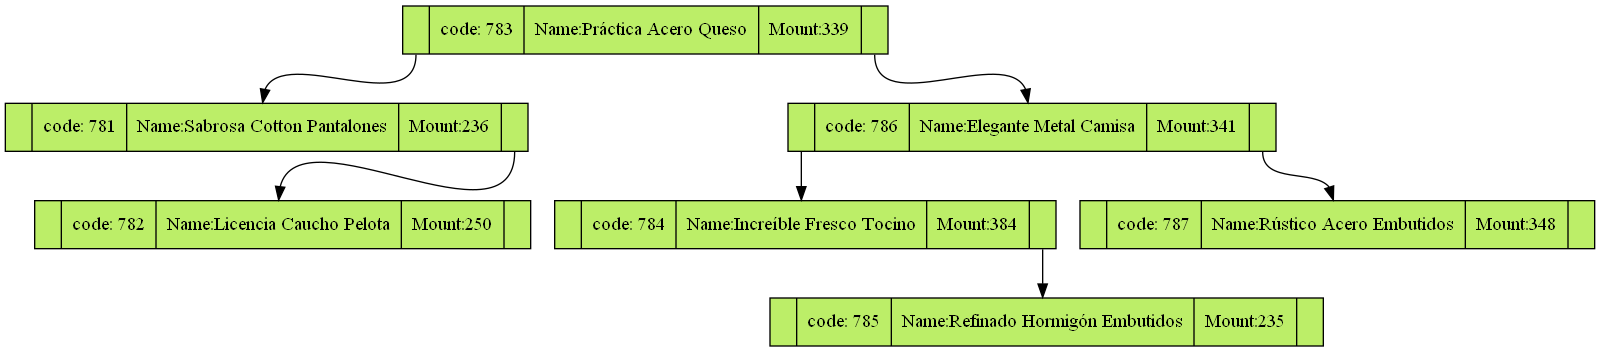 code: 783 Name:Práctica Acero Queso Mount:339
code: 781 Name:Sabrosa Cotton Pantalones Mount:236
code: 786 Name:Elegante Metal Camisa Mount:341
code: 782 Name:Licencia Caucho Pelota Mount:250
code: 784 Name:Increíble Fresco Tocino Mount:384
code: 787 Name:Rústico Acero Embutidos Mount:348
code: 785 Name:Refinado Hormigón Embutidos Mount:235